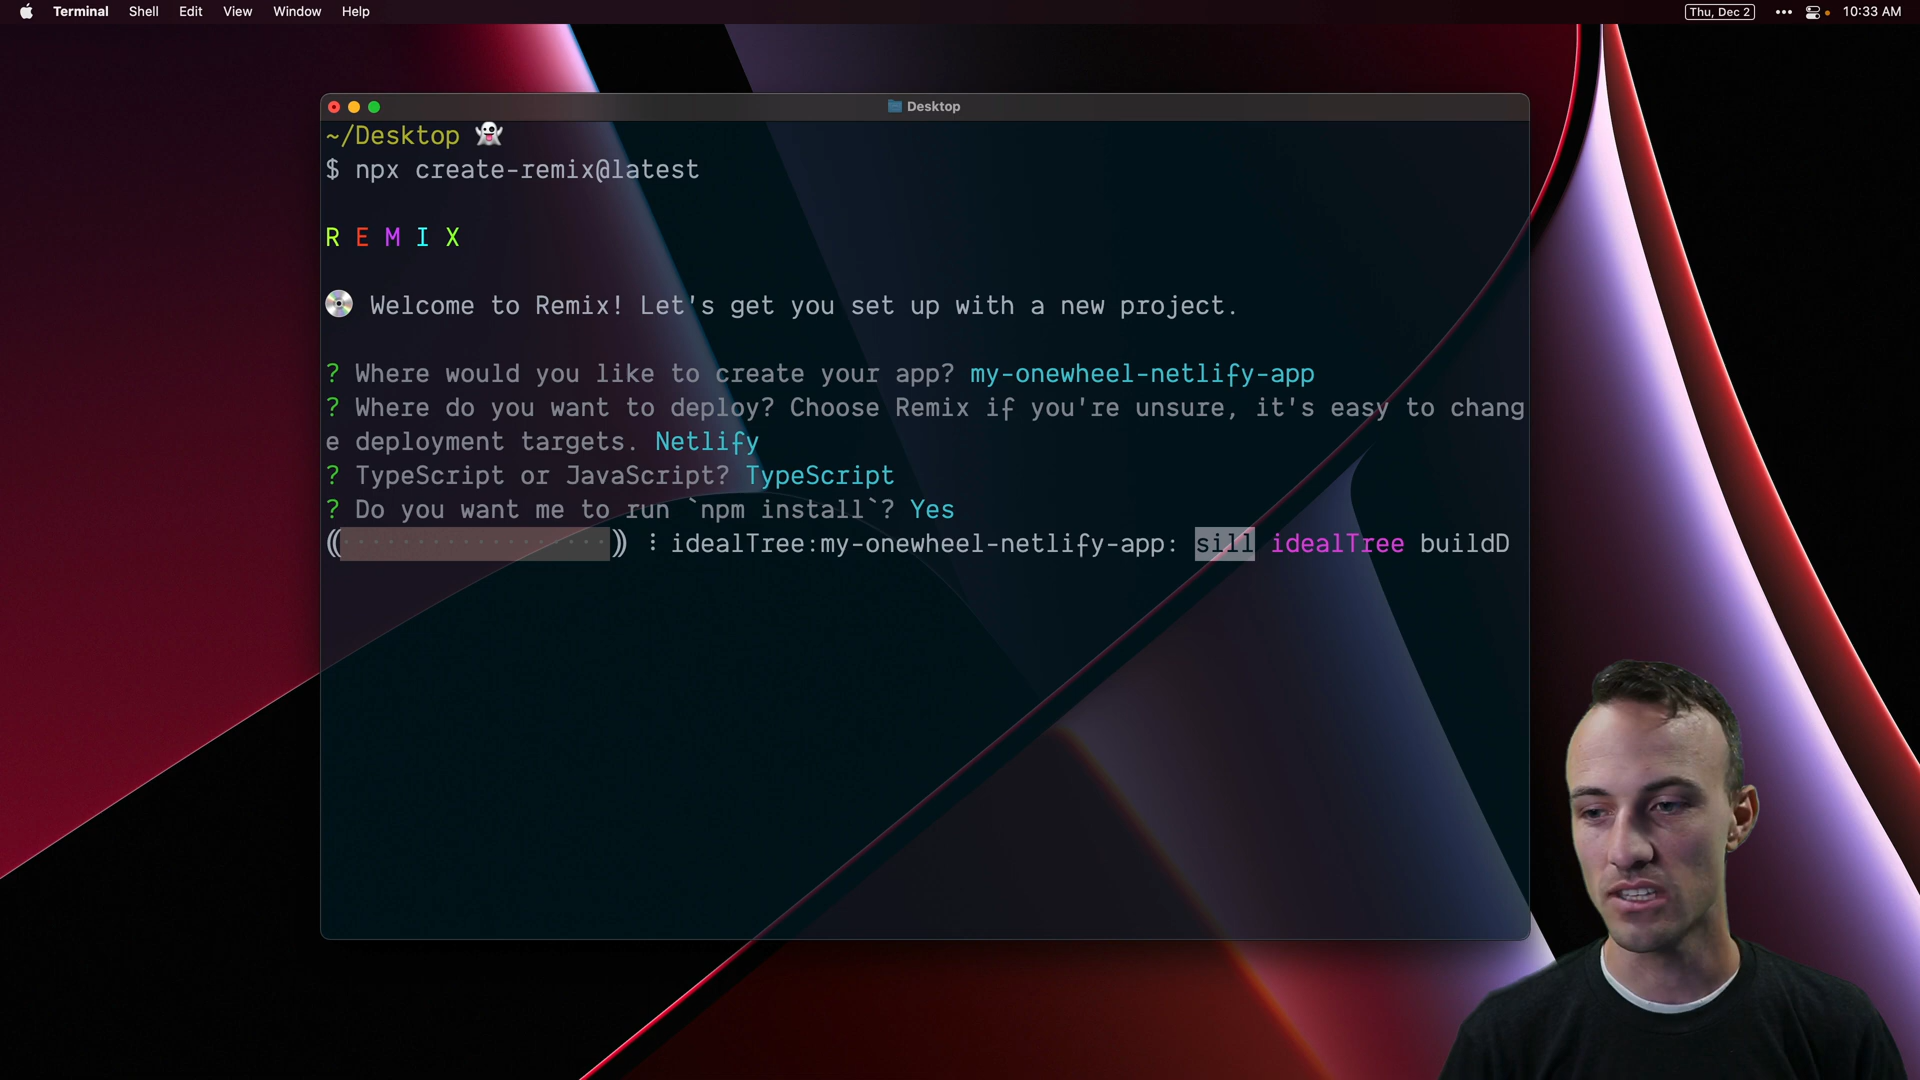 Terminal Shell Edit View Window Help Thu, Dec 2 10:33 AM
Desktop
~/Desktop 👻
$ npx create-remix@latest
R E M I X
💿 Welcome to Remix! Let's get you set up with a new project.
? Where would you like to create your app? my-onewheel-netlify-app
? Where do you want to deploy? Choose Remix if you're unsure, it's easy to chang
e deployment targets. Netlify
? TypeScript or JavaScript? TypeScript
? Do you want me to run `npm install`? Yes
((··················)) ⠸ idealTree:my-onewheel-netlify-app: sill idealTree buildD